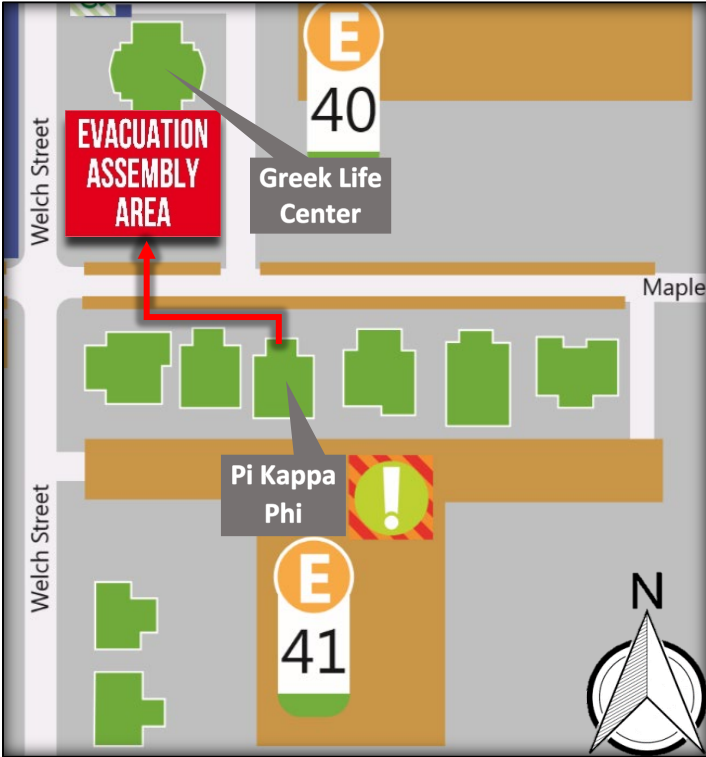 E
40
Welch Street
EVACUATION
ASSEMBLY
AREA
Greek Life
Center
Maple
Pi Kappa
Phi
!
Welch Street
E
41
N